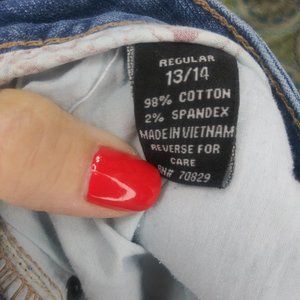 REGULAR
13/14
98% COTTON
2% SPANDEX
MADE IN VIETNAM
REVERSE FOR
CARE
RN# 70829